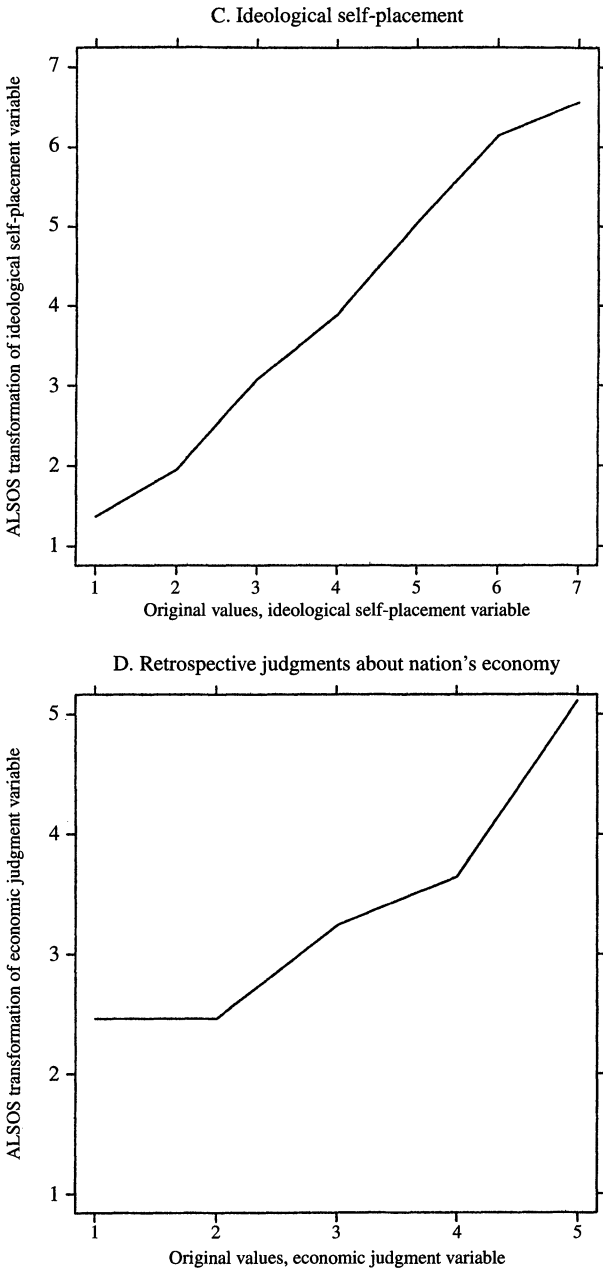 C. Ideological self-placement
ALSOS transformation of ideological self-placement variable
7
6
5
4
3
2
1
1 2 3 4 5 6 7
Original values, ideological self-placement variable
D. Retrospective judgments about nation's economy
ALSOS transformation of economic judgment variable
5
4
3
2
1
1 2 3 4 5
Original values, economic judgment variable